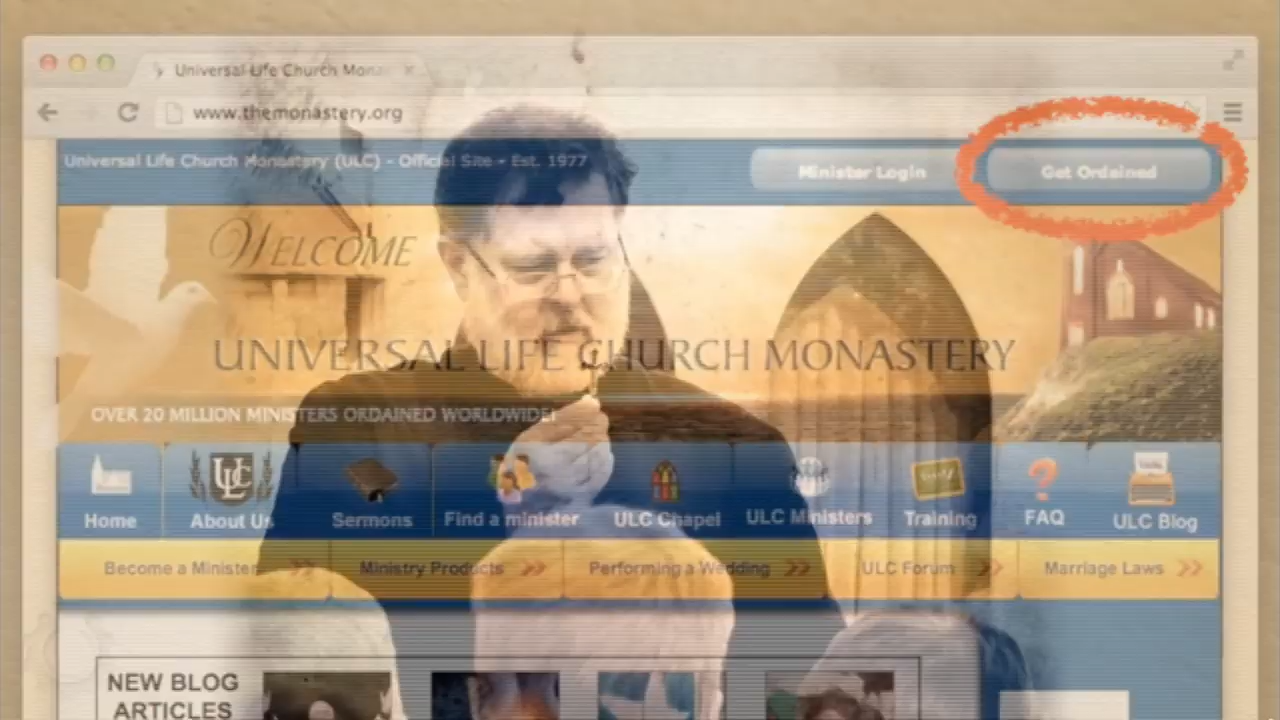 Universal Life Church Mona
www.themonastery.org
Universal Life Church Monastery (ULC) - Official Site - Est. 1977
Minister Login
Get Ordained
WELCOME
UNIVERSAL LIFE CHURCH MONASTERY
OVER 20 MILLION MINISTERS ORDAINED WORLDWIDE!
ULC
Home
About Us
Sermons
Find a minister
ULC Chapel
ULC Ministers
Training
FAQ
ULC Blog
Become a Minister
Ministry Products
Performing a Wedding
ULC Forum
Marriage Laws
NEW BLOG
ARTICLES